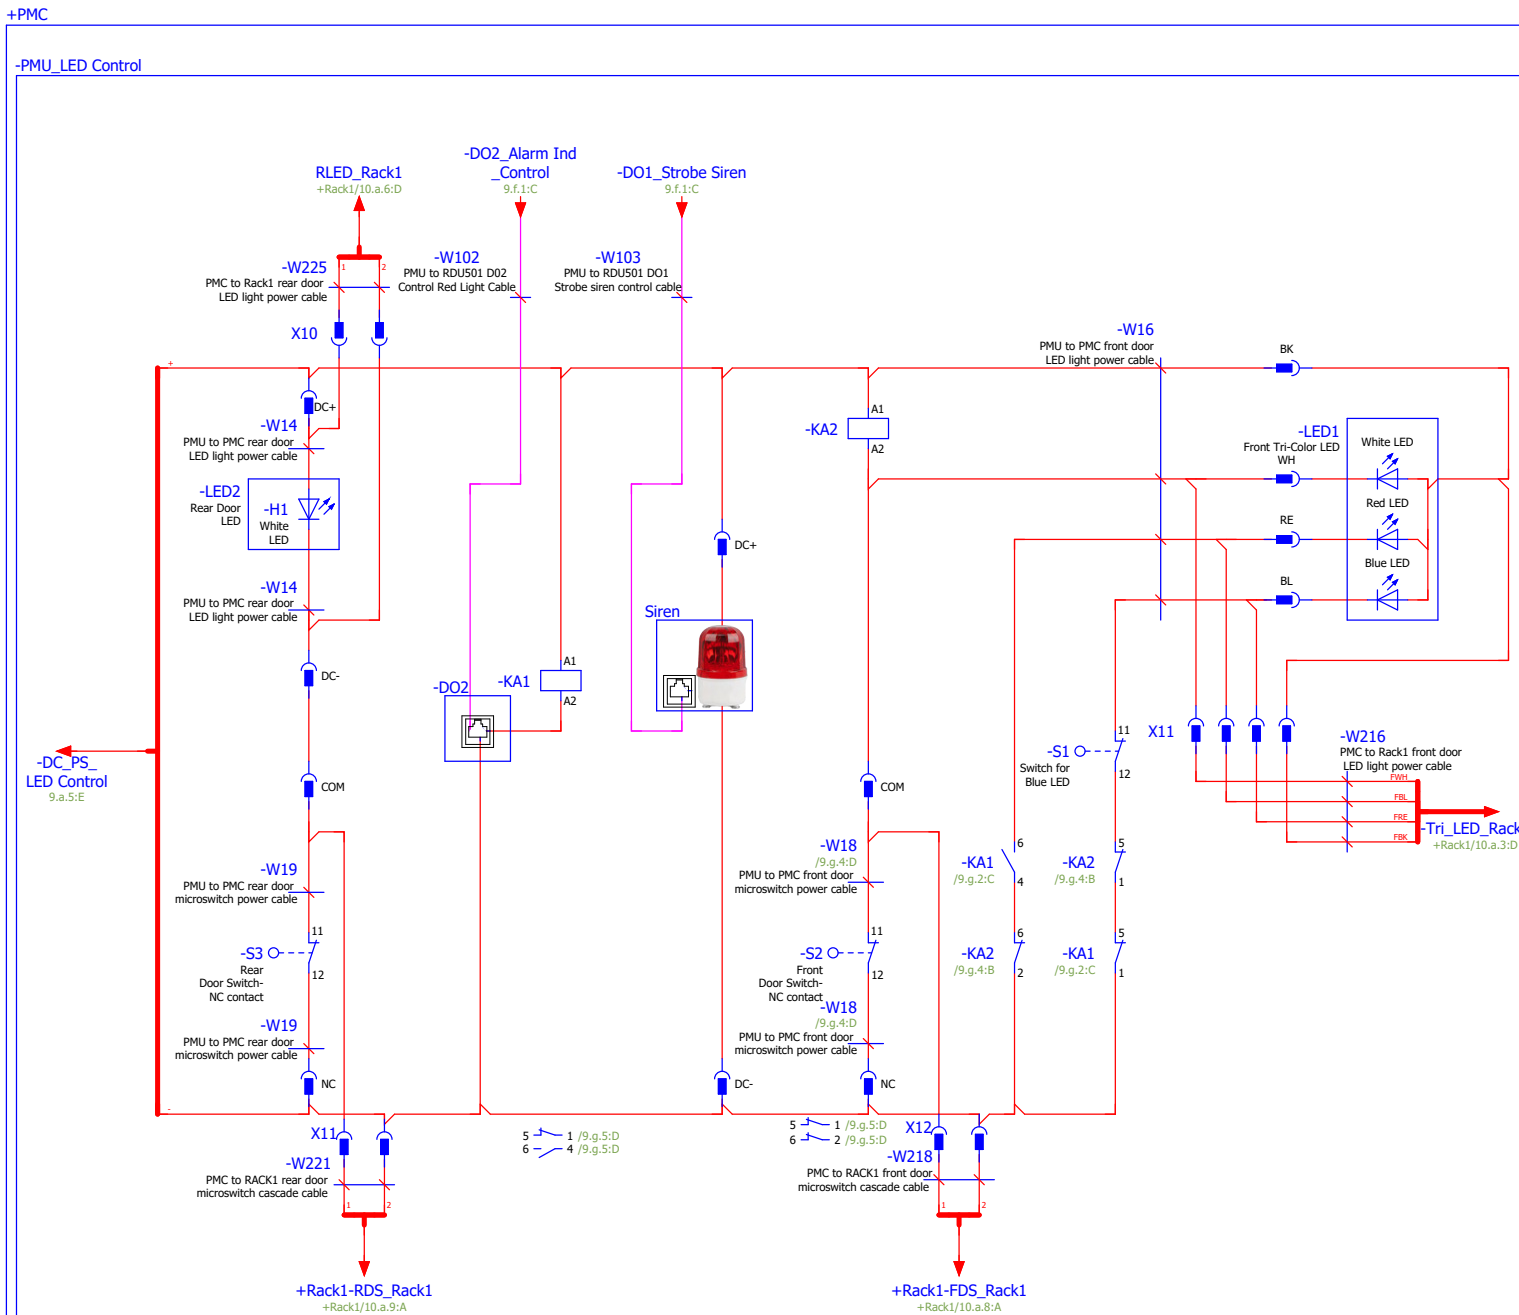 +PMC
-PMU_LED Control
RLED_Rack1
+Rack1/10.a.6:D
-DO2_Alarm Ind
_Control
9.f.1:C
-DO1_Strobe Siren
9.f.1:C
-W225
PMC to Rack1 rear door
LED light power cable
1
2
-W102
PMU to RDU501 D02
Control Red Light Cable
-W103
PMU to RDU501 DO1
Strobe siren control cable
X10
-W16
PMU to PMC front door
LED light power cable
BK
+
DC+
-W14
PMU to PMC rear door
LED light power cable
-KA2
A1
A2
-LED1
Front Tri-Color LED
WH
White LED
-LED2
Rear Door
LED
-H1
White
LED
RE
Red LED
DC+
BL
Blue LED
-W14
PMU to PMC rear door
LED light power cable
Siren
DC-
-DO2
-KA1
A1
A2
-DC_PS_
LED Control
9.a.5:E
-S1
Switch for
Blue LED
11
12
X11
-W216
PMC to Rack1 front door
LED light power cable
FWH
FBL
FRE
FBK
-Tri_LED_Rack
+Rack1/10.a.3:D
COM
COM
-W19
PMU to PMC rear door
microswitch power cable
-W18
/9.g.4:D
PMU to PMC front door
microswitch power cable
-KA1
/9.g.2:C
6
4
-KA2
/9.g.4:B
5
1
-S3
Rear
Door Switch-
NC contact
11
12
-S2
Front
Door Switch-
NC contact
11
12
-KA2
/9.g.4:B
6
2
-KA1
/9.g.2:C
5
1
-W19
PMU to PMC rear door
microswitch power cable
-W18
/9.g.4:D
PMU to PMC front door
microswitch power cable
NC
DC-
NC
-
X11
5 1 /9.g.5:D
6 4 /9.g.5:D
5 1 /9.g.5:D
6 2 /9.g.5:D
X12
-W221
PMC to RACK1 rear door
microswitch cascade cable
1
2
-W218
PMC to RACK1 front door
microswitch cascade cable
1
2
+Rack1-RDS_Rack1
+Rack1/10.a.9:A
+Rack1-FDS_Rack1
+Rack1/10.a.8:A